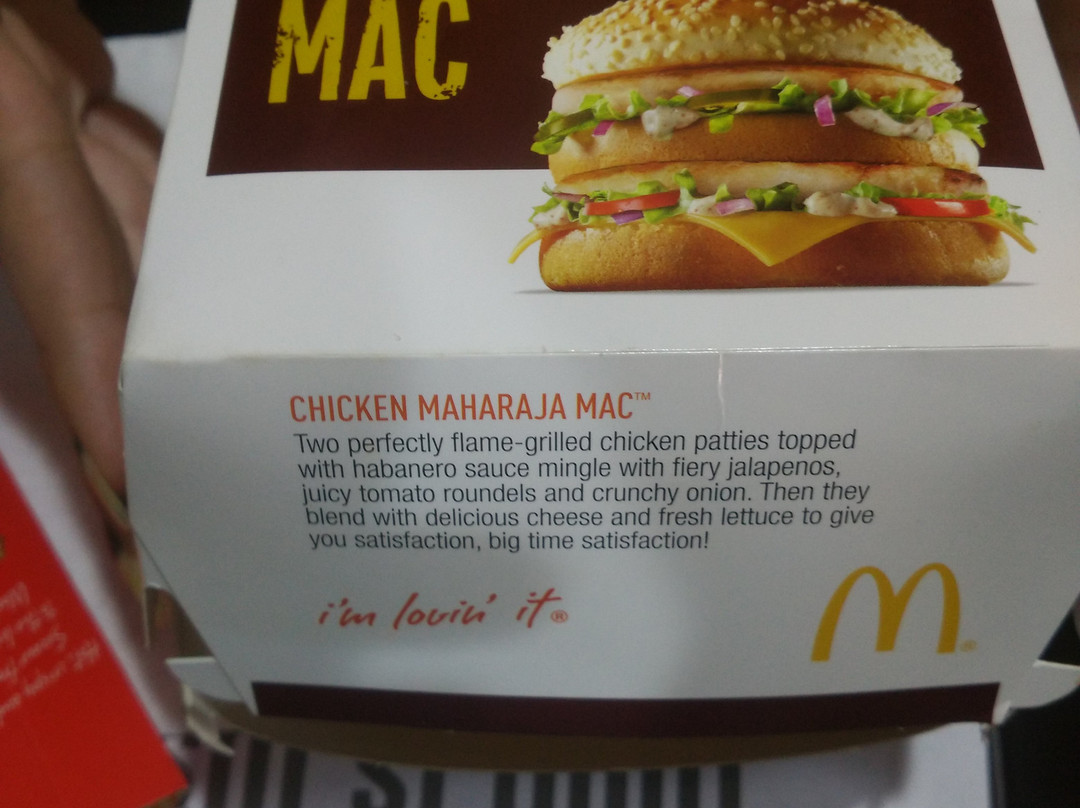 MAC
CHICKEN MAHARAJA MAC™
Two perfectly flame-grilled chicken patties topped
with habanero sauce mingle with fiery jalapenos,
juicy tomato roundels and crunchy onion. Then they
blend with delicious cheese and fresh lettuce to give
you satisfaction, big time satisfaction!
i'm lovin' it®